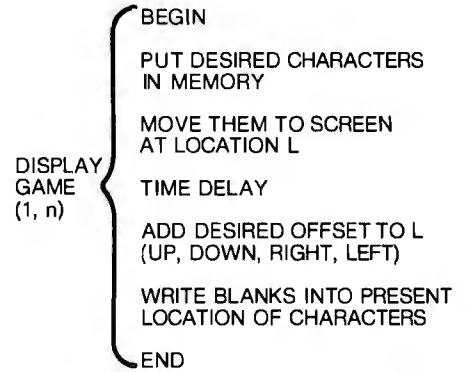 BEGIN
PUT DESIRED CHARACTERS
IN MEMORY
MOVE THEM TO SCREEN
AT LOCATION L
DISPLAY
GAME
(1, n)
TIME DELAY
ADD DESIRED OFFSET TO L
(UP, DOWN, RIGHT, LEFT)
WRITE BLANKS INTO PRESENT
LOCATION OF CHARACTERS
END